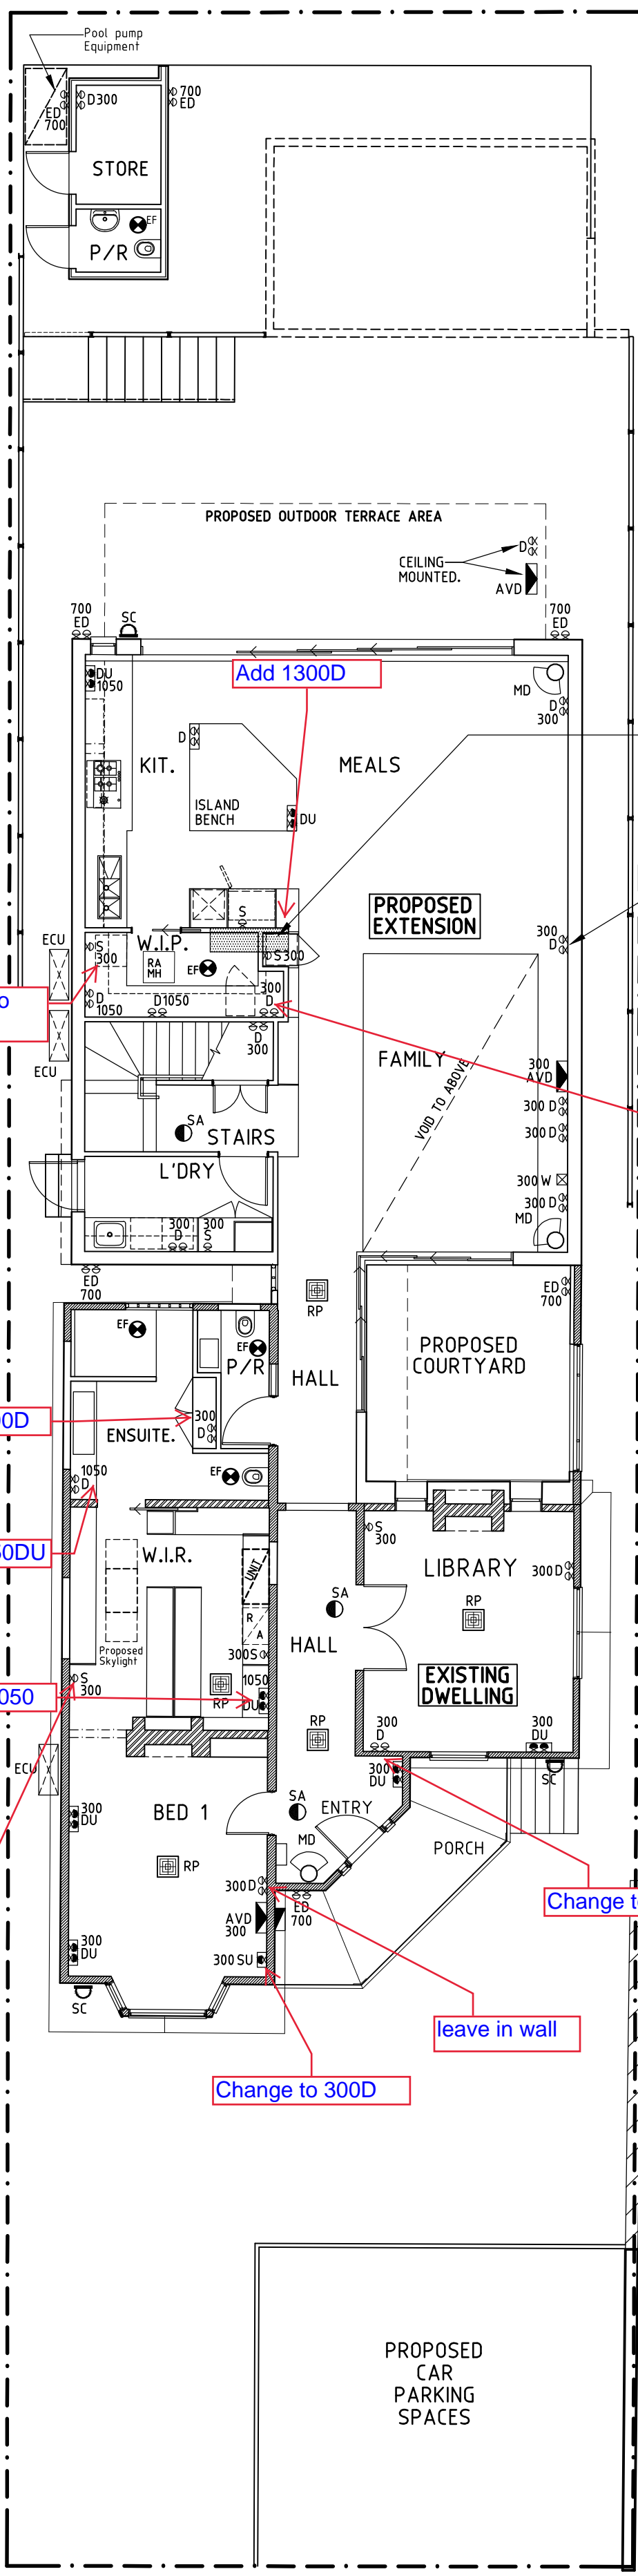 Pool pump
Equipment
D300
ED
700
700
ED
STORE
EF
P/R
PROPOSED OUTDOOR TERRACE AREA
D
CEILING
MOUNTED.
AVD
700
ED
SC
700
ED
Add 1300D
DU
1050
MD
D
300
D
KIT.
MEALS
ISLAND
BENCH
DU
S
PROPOSED
EXTENSION
300
D
ECU
S
300
W.I.P.
RA
MH
EF
S300
D
1050
D1050
300
D
D
300
ECU
FAMILY
VOID TO ABOVE
300
AVD
300 D
300 D
SA
STAIRS
L'DRY
300 W
300 D
MD
300
D
300
S
ED
700
RP
ED
700
EF
EF
P/R
HALL
PROPOSED
COURTYARD
300
D
ENSUITE.
EF
1050
D
0D
0DU
W.I.R.
UNIT
R
A
Proposed
Skylight
S
300
LIBRARY
300 D
SA
RP
HALL
300S
1050
DU
RP
S
300
050
EXISTING
DWELLING
RP
300
D
DU
ECU
300
DU
SC
300
DU
BED 1
SA
ENTRY
MD
PORCH
RP
300 D
ED
700
AVD
300
300
DU
300 SU
SC
Change t
leave in wall
Change to 300D
PROPOSED
CAR
PARKING
SPACES